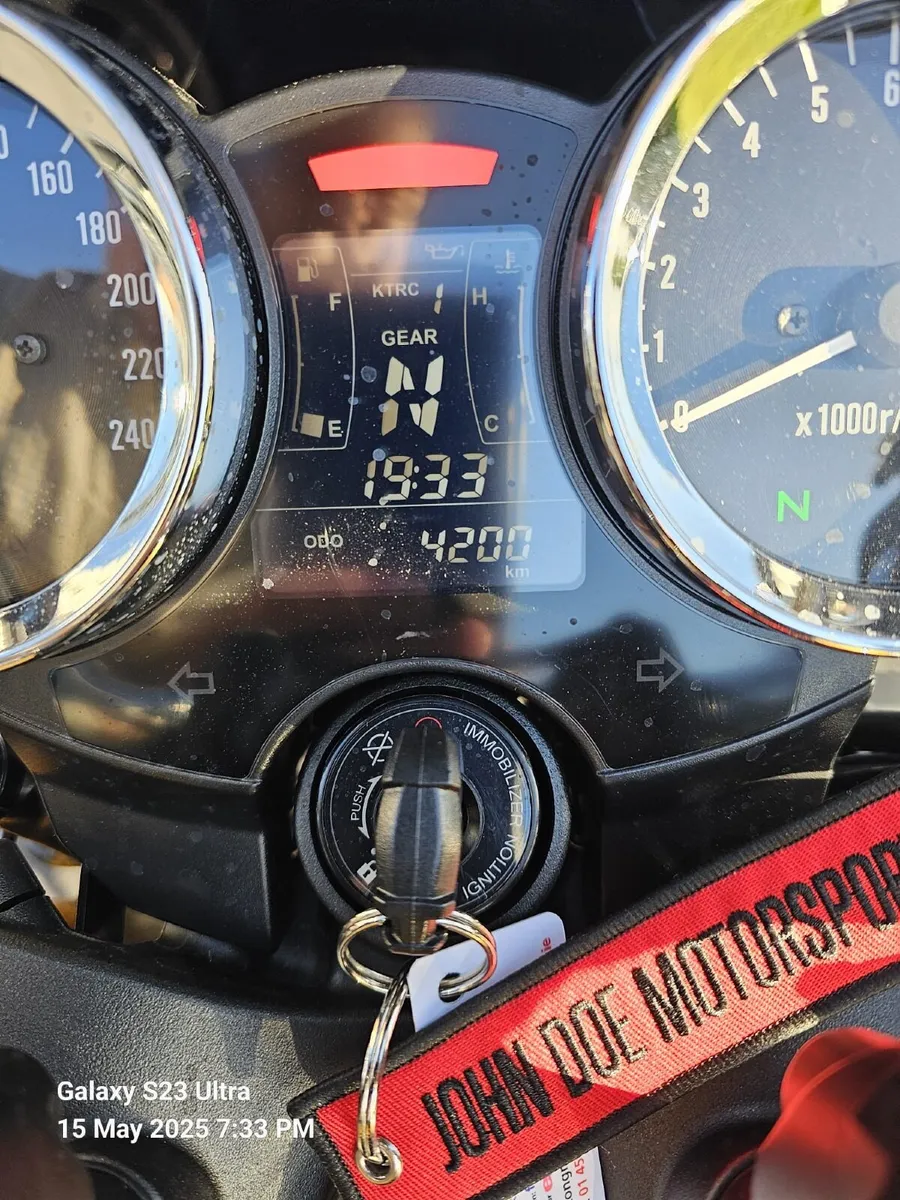 160
180
200
220
240
F
E
KTRC 1
H
C
GEAR
N
19:33
ODO 4200
km
0
1
2
3
4
5
6
x1000r/
N
PUSH
IMMOBILIZER
IGNITION
JOHN DOE MOTORSPOR
Galaxy S23 Ultra
15 May 2025 7:33 PM